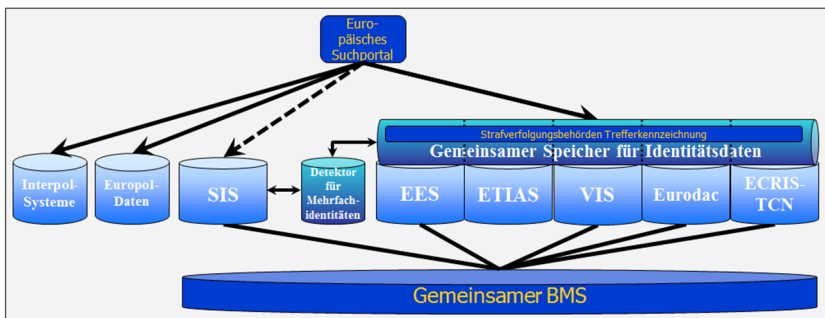 Euro-
päisches
Suchportal
Strafverfolgungsbehörden Trefferkennzeichnung
Gemeinsamer Speicher für Identitätsdaten
Interpol-
Systeme
Europol-
Daten
SIS
Detektor
für
Mehrfach-
identitäten
EES
ETIAS
VIS
Eurodac
ECRIS-
TCN
Gemeinsamer BMS